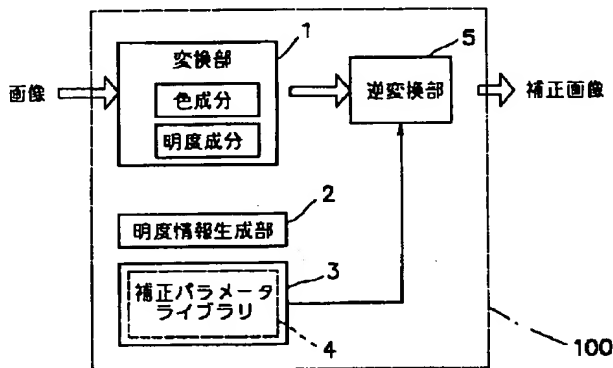 1
変換部
5
画像
色成分
逆変換部
補正画像
明度成分
2
明度情報生成部
3
補正パラメータ
ライブラリ
4
100